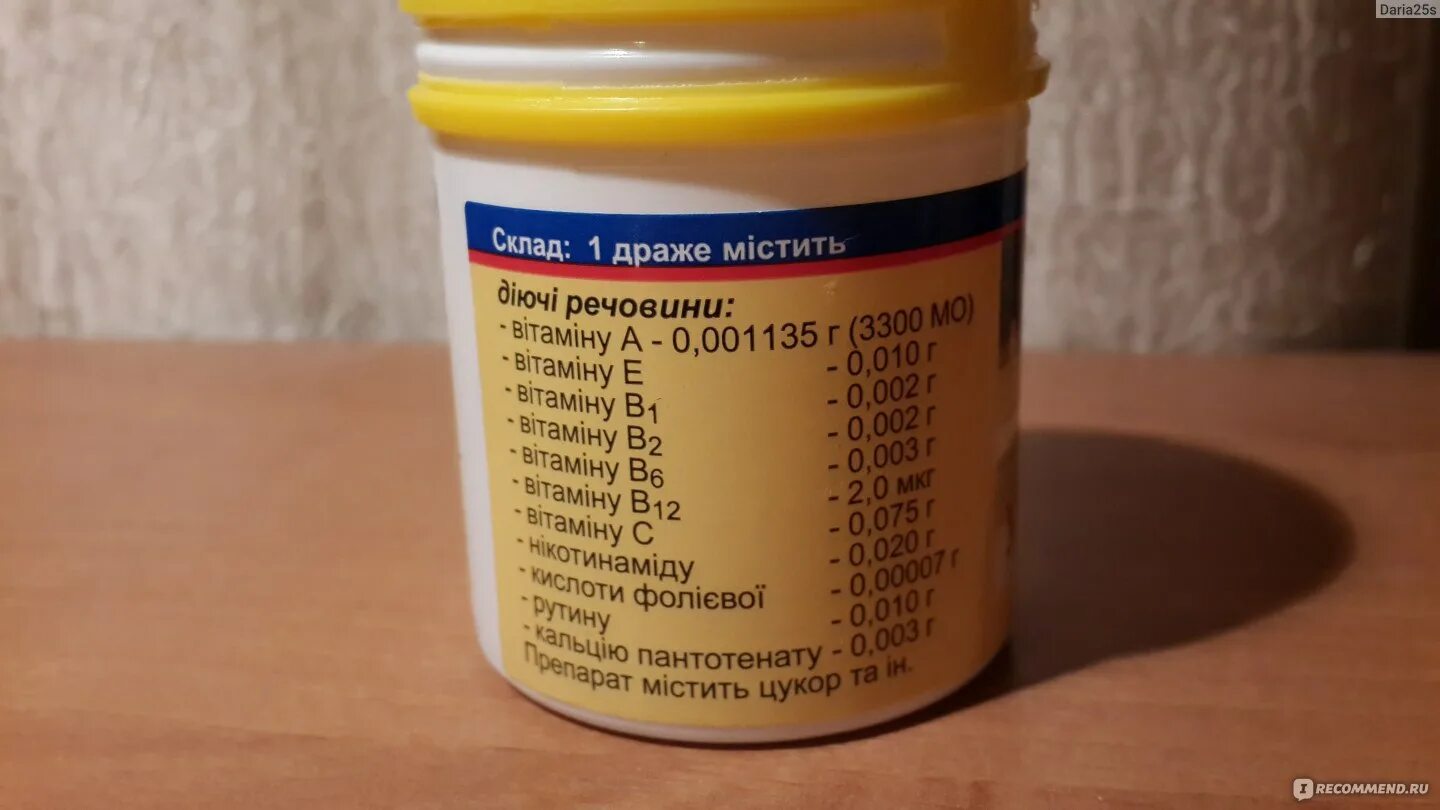 Daria25s
Склад: 1 драже містить
діючі речовини:
- вітаміну А - 0,001135 г (3300 МО)
- вітаміну Е - 0,010 г
- вітаміну В1 - 0,002 г
- вітаміну В2 - 0,002 г
- вітаміну В6 - 0,003 г
- вітаміну В12 - 2,0 мкг
- вітаміну С - 0,075 г
- нікотинаміду - 0,020 г
- кислоти фолієвої - 0,00007 г
- рутину - 0,010 г
- кальцію пантотенату - 0,003 г
Препарат містить цукор та ін.
IRECOMMEND.RU